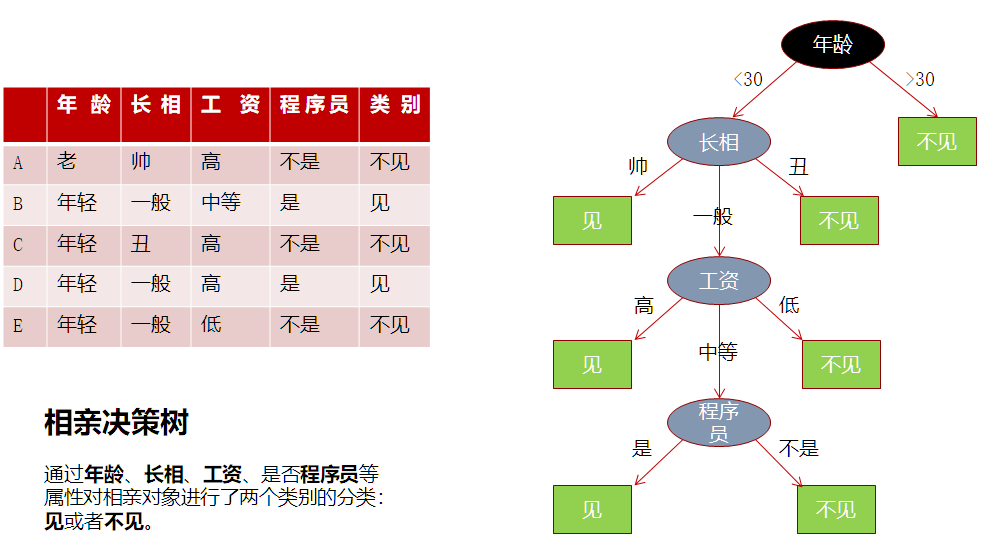 年龄 长相 工资 程序员 类别
A 老 帅 高 不是 不见
B 年轻 一般 中等 是 见
C 年轻 丑 高 不是 不见
D 年轻 一般 高 是 见
E 年轻 一般 低 不是 不见
相亲决策树
通过年龄、长相、工资、是否程序员等
属性对相亲对象进行了两个类别的分类：
见或者不见。
年龄
<30 >30
长相 不见
帅 丑
见 一般 不见
工资
高 低
中等
见 不见
程序
员
是 不是
见 不见